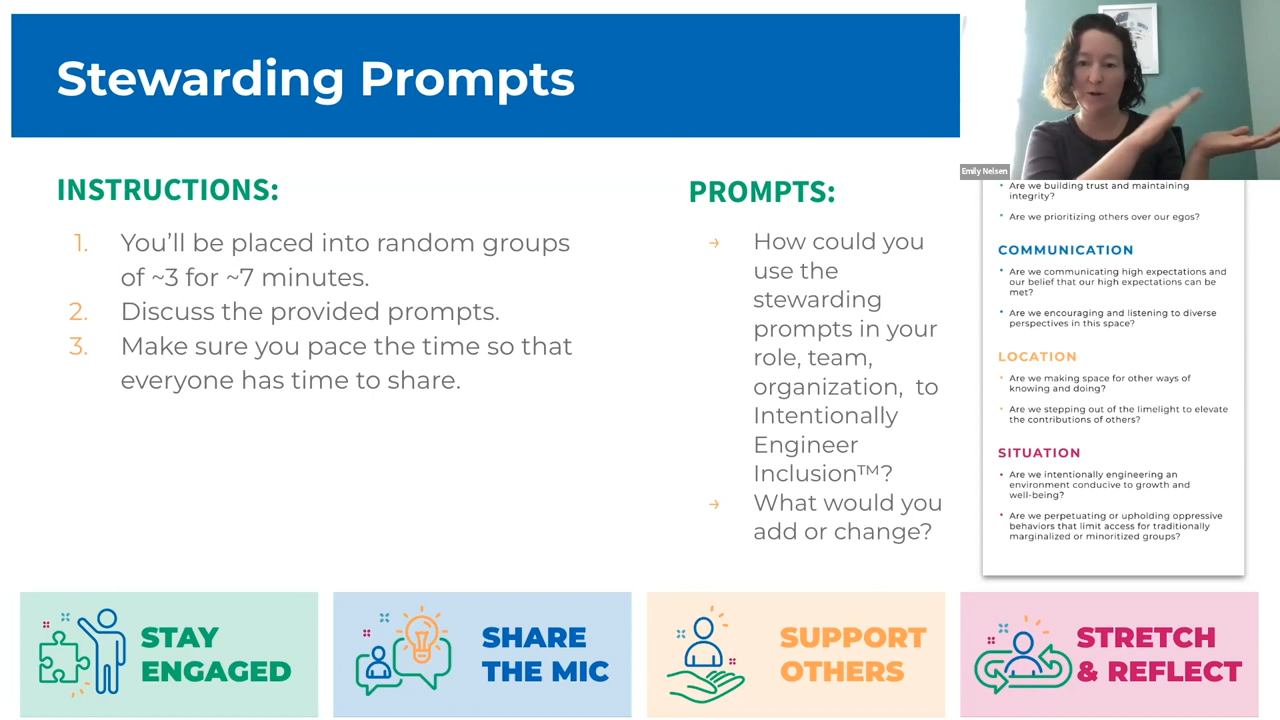 Stewarding Prompts
Emily Nelsen
INSTRUCTIONS:
1. You’ll be placed into random groups
of ~3 for ~7 minutes.
2. Discuss the provided prompts.
3. Make sure you pace the time so that
everyone has time to share.
PROMPTS:
→ How could you
use the
stewarding
prompts in your
role, team,
organization, to
Intentionally
Engineer
Inclusion™?
→ What would you
add or change?
• Are we building trust and maintaining
integrity?
• Are we prioritizing others over our egos?
COMMUNICATION
• Are we communicating high expectations and
our belief that our high expectations can be
met?
• Are we encouraging and listening to diverse
perspectives in this space?
LOCATION
• Are we making space for other ways of
knowing and doing?
• Are we stepping out of the limelight to elevate
the contributions of others?
SITUATION
• Are we intentionally engineering an
environment conducive to growth and
well-being?
• Are we perpetuating or upholding oppressive
behaviors that limit access for traditionally
marginalized or minoritized groups?
STAY
ENGAGED
SHARE
THE MIC
SUPPORT
OTHERS
STRETCH
& REFLECT